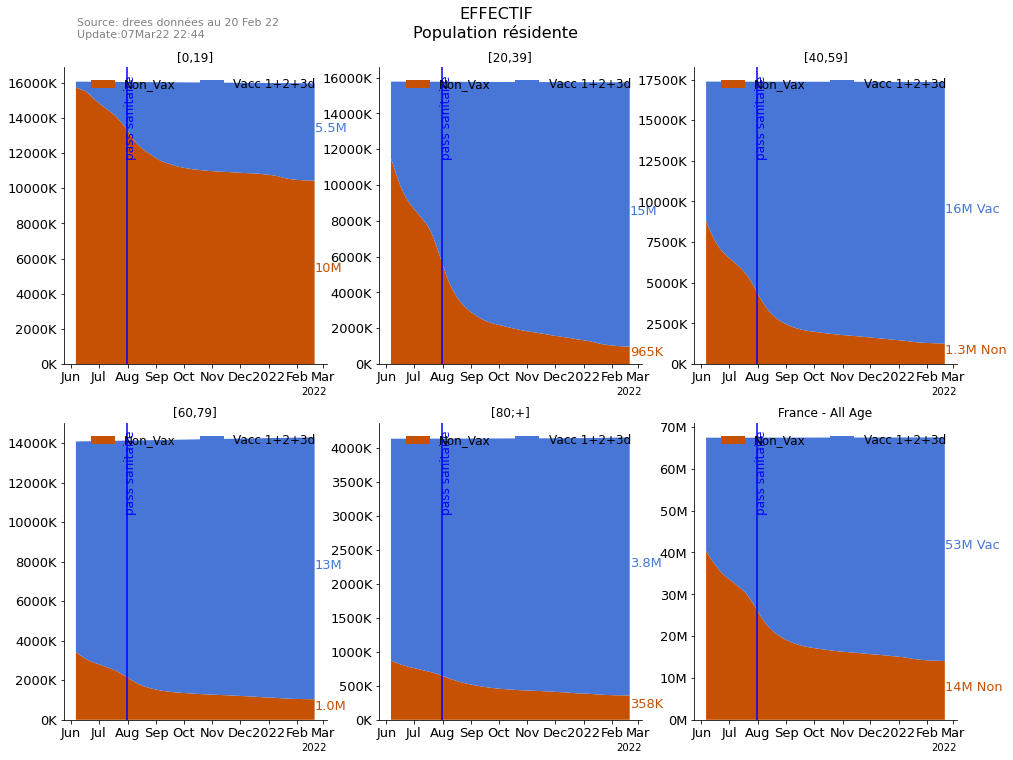 EFFECTIF
Population résidente
Source: drees données au 20 Feb 22
Update:07Mar22 22:44
[0,19]
Non_Vax
Vacc 1+2+3d
pass sanitaire
16000K
14000K
12000K
10000K
8000K
6000K
4000K
2000K
0K
5.5M
10M
Jun Jul Aug Sep Oct Nov Dec 2022 Feb Mar
2022
[20,39]
Non_Vax
Vacc 1+2+3d
pass sanitaire
16000K
14000K
12000K
10000K
8000K
6000K
4000K
2000K
0K
15M
965K
Jun Jul Aug Sep Oct Nov Dec 2022 Feb Mar
2022
[40,59]
Non_Vax
Vacc 1+2+3d
pass sanitaire
17500K
15000K
12500K
10000K
7500K
5000K
2500K
0K
16M Vac
1.3M Non
Jun Jul Aug Sep Oct Nov Dec 2022 Feb Mar
2022
[60,79]
Non_Vax
Vacc 1+2+3d
pass sanitaire
14000K
12000K
10000K
8000K
6000K
4000K
2000K
0K
13M
1.0M
Jun Jul Aug Sep Oct Nov Dec 2022 Feb Mar
2022
[80;+]
Non_Vax
Vacc 1+2+3d
pass sanitaire
4000K
3500K
3000K
2500K
2000K
1500K
1000K
500K
0K
3.8M
358K
Jun Jul Aug Sep Oct Nov Dec 2022 Feb Mar
2022
France - All Age
Non_Vax
Vacc 1+2+3d
pass sanitaire
70M
60M
50M
40M
30M
20M
10M
0M
53M Vac
14M Non
Jun Jul Aug Sep Oct Nov Dec 2022 Feb Mar
2022